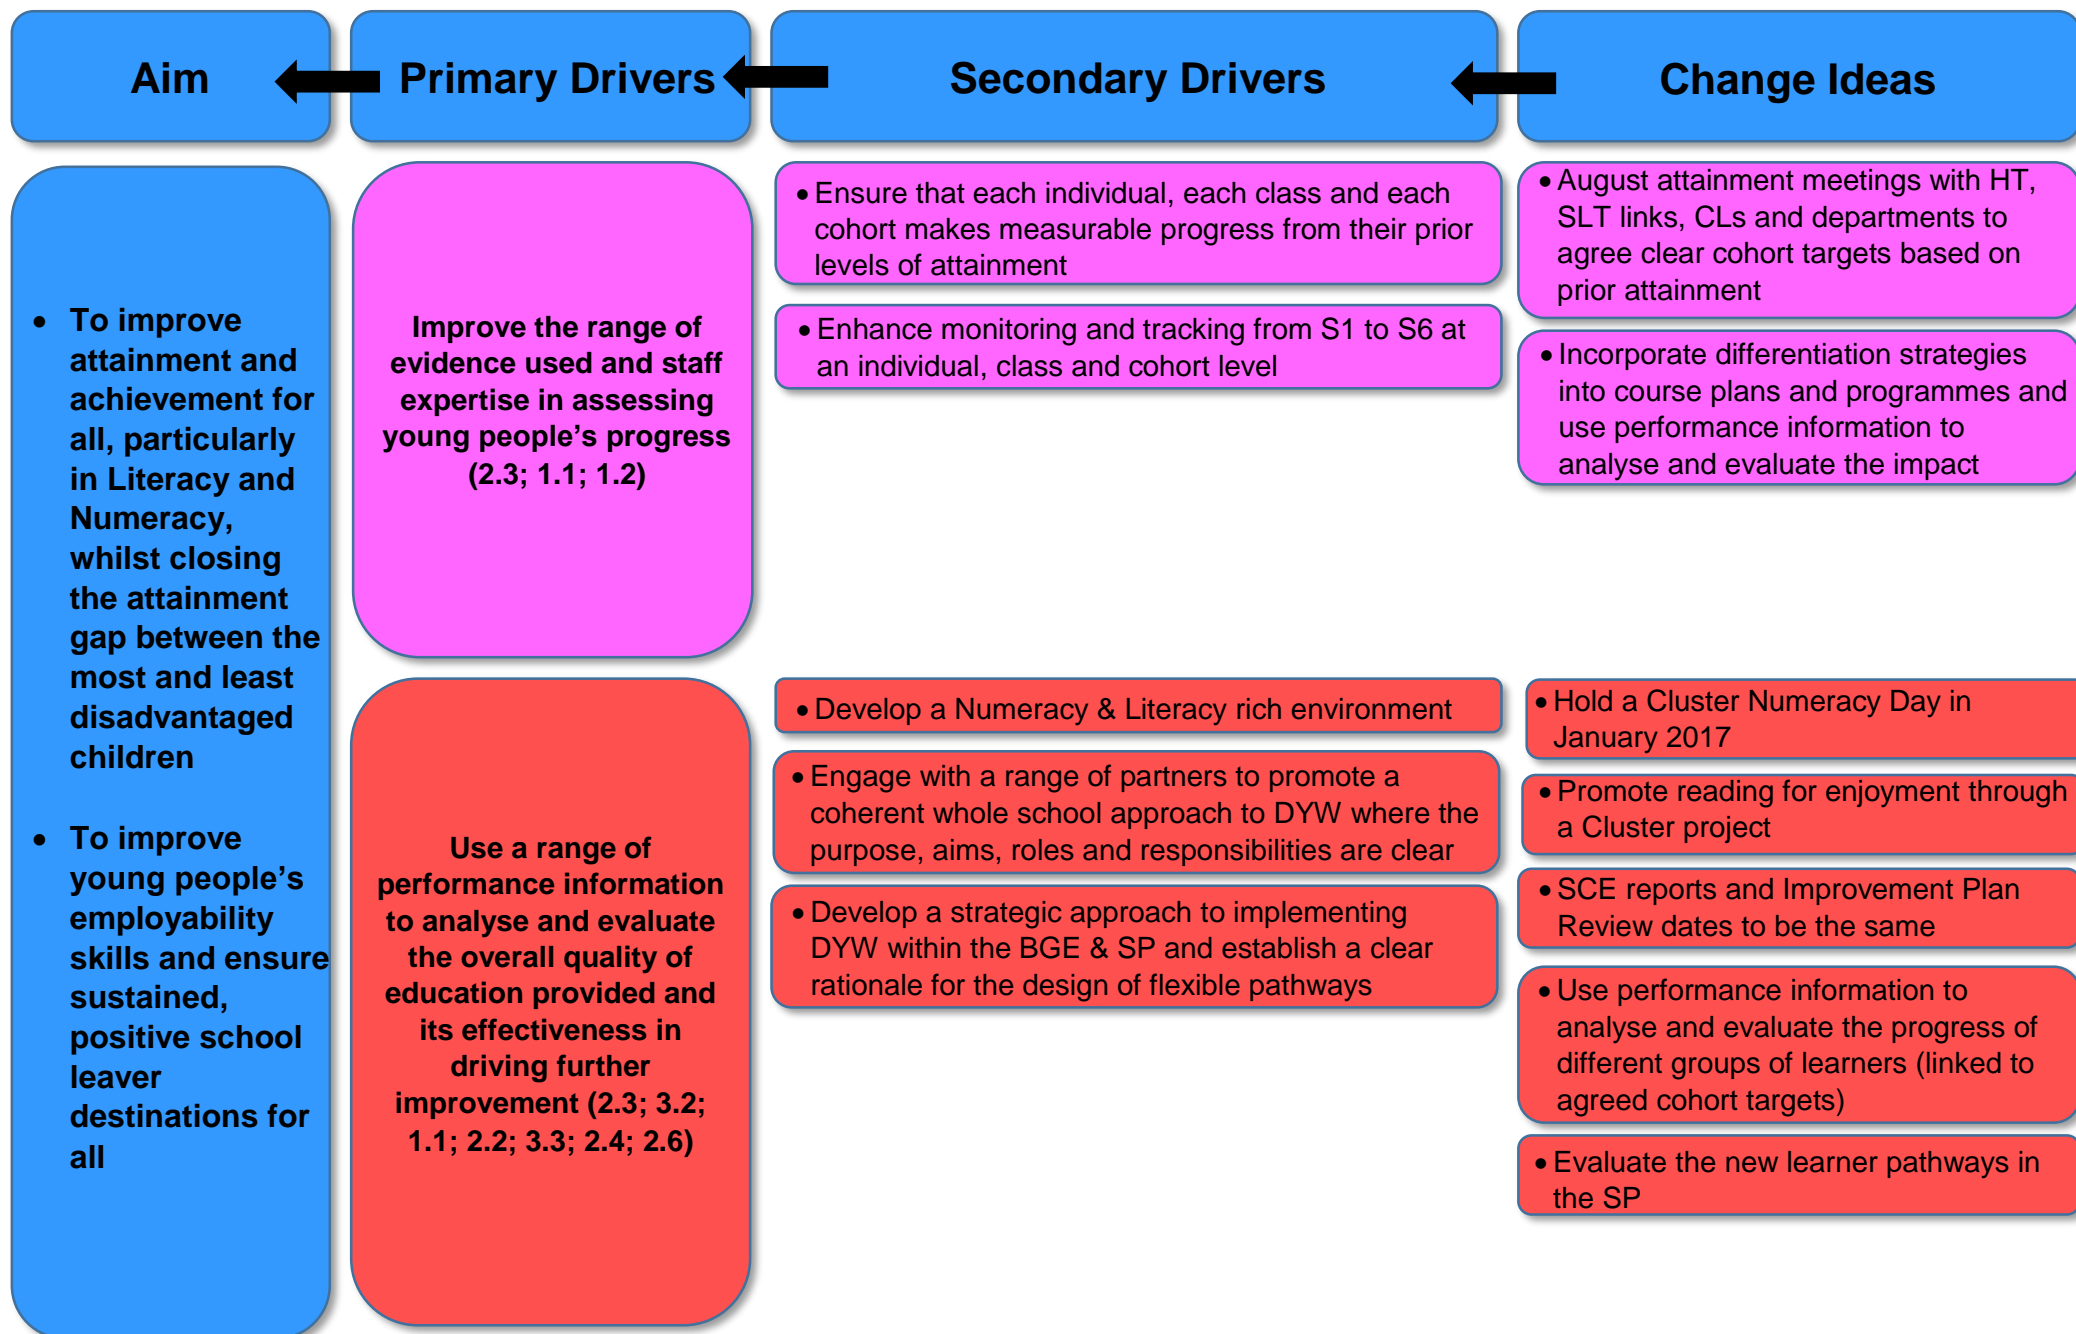 Aim
Primary Drivers
Secondary Drivers
Change Ideas
• To improve
attainment and
achievement for
all, particularly
in Literacy and
Numeracy,
whilst closing
the attainment
gap between the
most and least
disadvantaged
children
• To improve
young people’s
employability
skills and ensure
sustained,
positive school
leaver
destinations for
all
Improve the range of
evidence used and staff
expertise in assessing
young people’s progress
(2.3; 1.1; 1.2)
• Ensure that each individual, each class and each
cohort makes measurable progress from their prior
levels of attainment
• Enhance monitoring and tracking from S1 to S6 at
an individual, class and cohort level
• August attainment meetings with HT,
SLT links, CLs and departments to
agree clear cohort targets based on
prior attainment
• Incorporate differentiation strategies
into course plans and programmes and
use performance information to
analyse and evaluate the impact
Use a range of
performance information
to analyse and evaluate
the overall quality of
education provided and
its effectiveness in
driving further
improvement (2.3; 3.2;
1.1; 2.2; 3.3; 2.4; 2.6)
• Develop a Numeracy & Literacy rich environment
• Engage with a range of partners to promote a
coherent whole school approach to DYW where the
purpose, aims, roles and responsibilities are clear
• Develop a strategic approach to implementing
DYW within the BGE & SP and establish a clear
rationale for the design of flexible pathways
• Hold a Cluster Numeracy Day in
January 2017
• Promote reading for enjoyment through
a Cluster project
• SCE reports and Improvement Plan
Review dates to be the same
• Use performance information to
analyse and evaluate the progress of
different groups of learners (linked to
agreed cohort targets)
• Evaluate the new learner pathways in
the SP